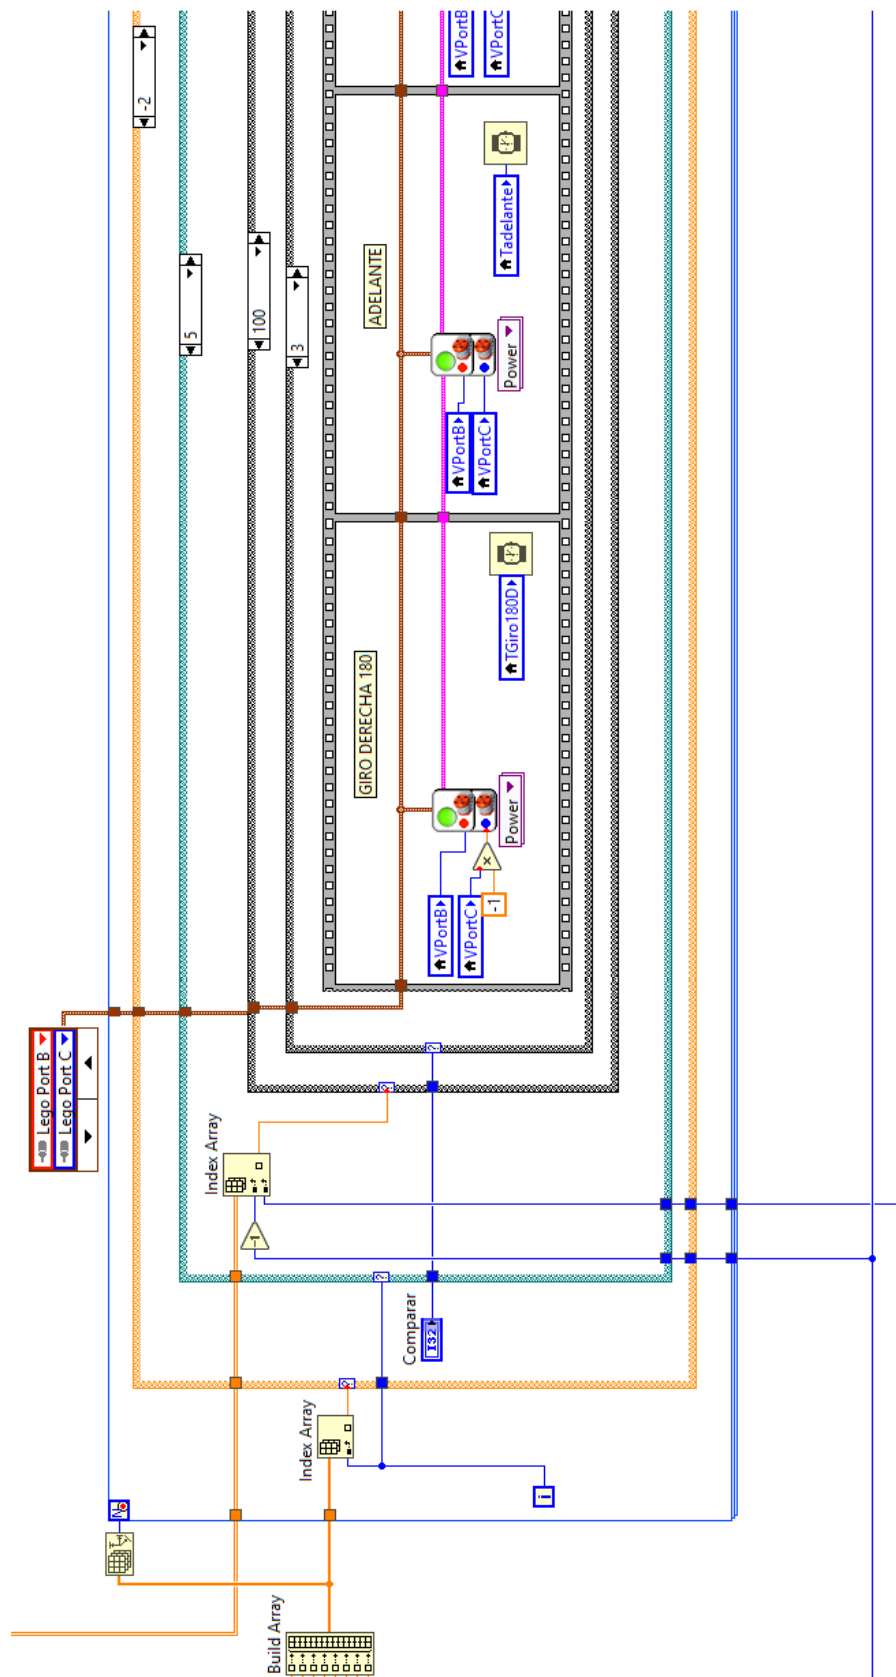 -2
5
100
3
Lego Port B
Lego Port C
Index Array
-1
Comparar
I32
Index Array
i
N
Build Array
GIRO DERECHA 180
VPortB
VPortC
-1
x
Power
TGiro180D
ADELANTE
VPortB
VPortC
Power
Tadelante
VPortB
VPortC
?
?
?
?